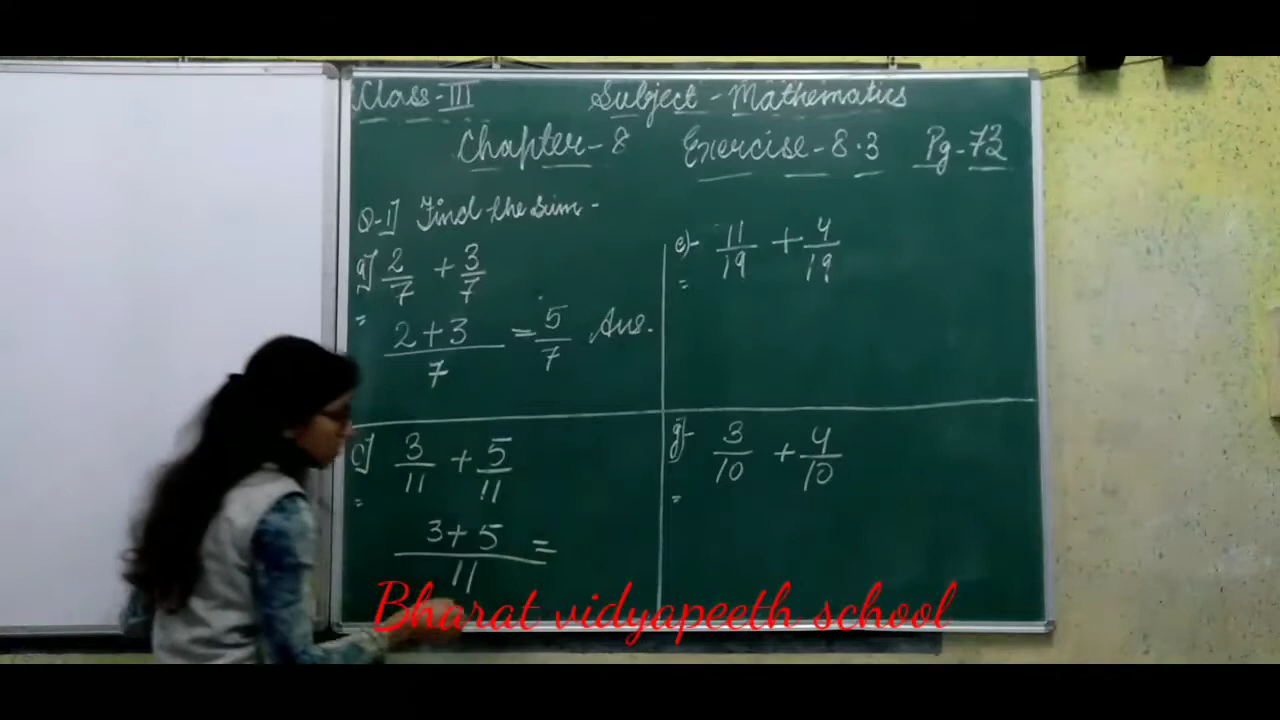 Class-III Subject-Mathematics
Chapter-8 Exercise-8.3 Pg-73
Q-1] Find the Sum-
a] 2/7 + 3/7
= 2+3/7 = 5/7 Ans.
c] 3/11 + 5/11
= 3+5/11 =
e)- 11/19 + 4/19
=
g)- 3/10 + 4/10
=
Bharat vidyapeeth school